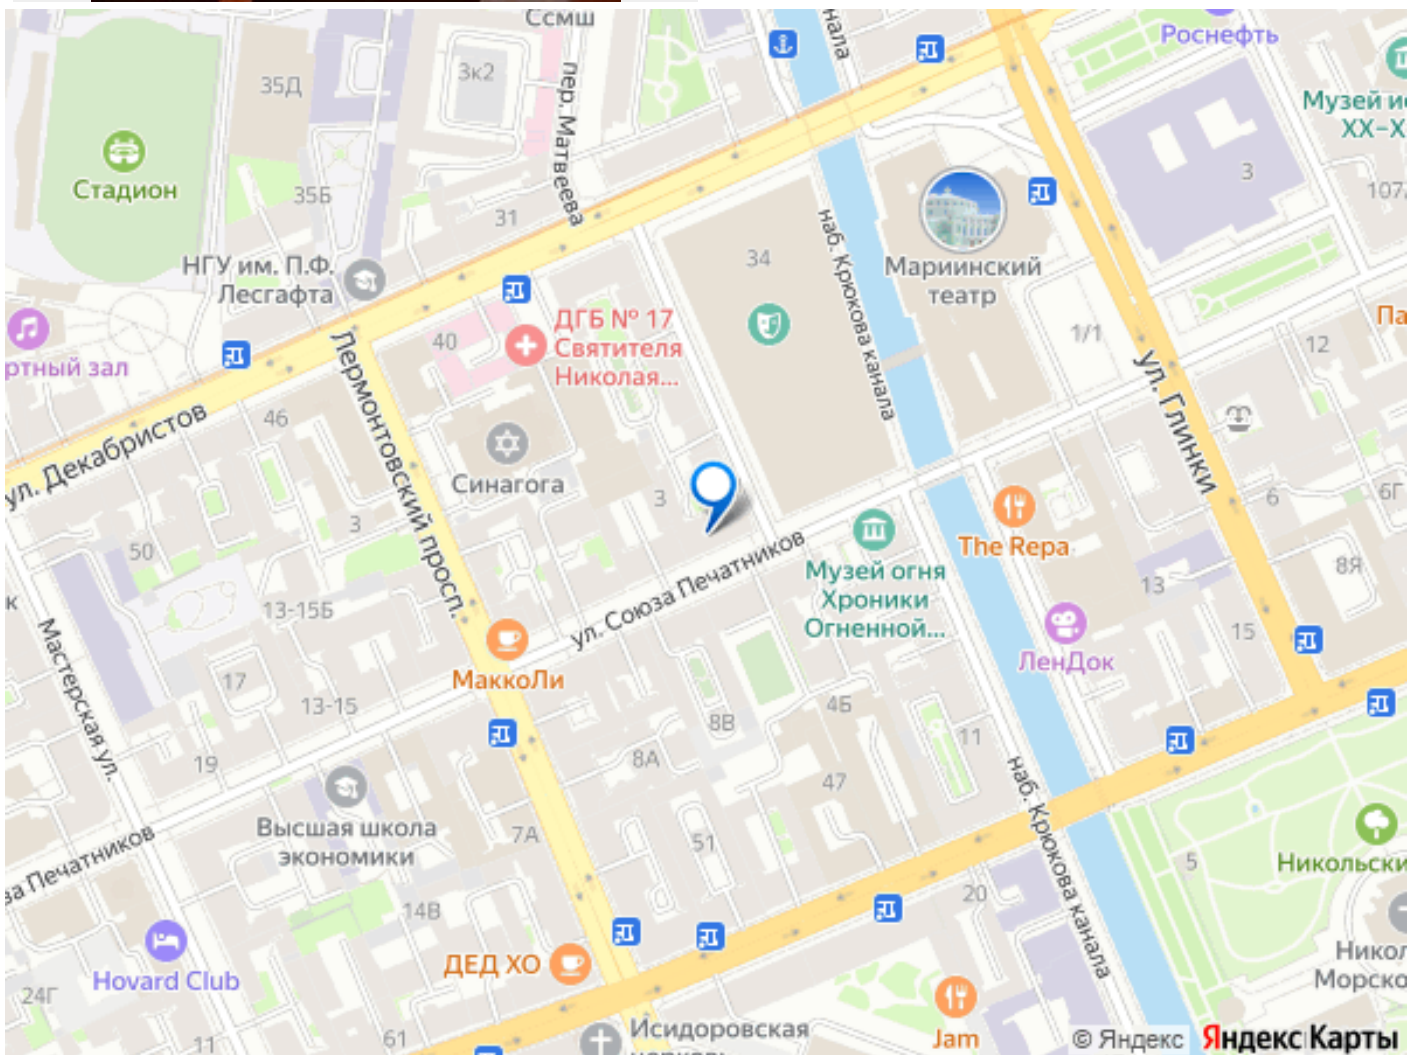 Ссмш
нала
Роснефть
3к2
35Д
пер. Матвеева
Музей ис
XX–X
Стадион
35Б
31
3
107
НГУ им. П.Ф.
Лесгафта
34
наб. Крюкова канала
Мариинский
театр
ДГБ № 17
Святителя
Николая...
40
1/1
12
Па
ртный зал
Лермонтовский просп.
ул. Глинки
ул. Декабристов
46
Синагога
3
3
6
6Г
50
The Repa
ул. Союза Печатников
Музей огня
Хроники
Огненной...
13
8Я
к
13-15Б
15
Мастерская ул.
МаккоЛи
ЛенДок
17
13-15
8В
4Б
11
19
8А
47
наб. Крюкова канала
Высшая школа
экономики
7А
51
за Печатников
5
Никольски
14В
20
Hovard Club
ДЕД ХО
Никол
Морско
24Г
11
61
Исидоровская
церковь
Jam
© Яндекс Яндекс Карты